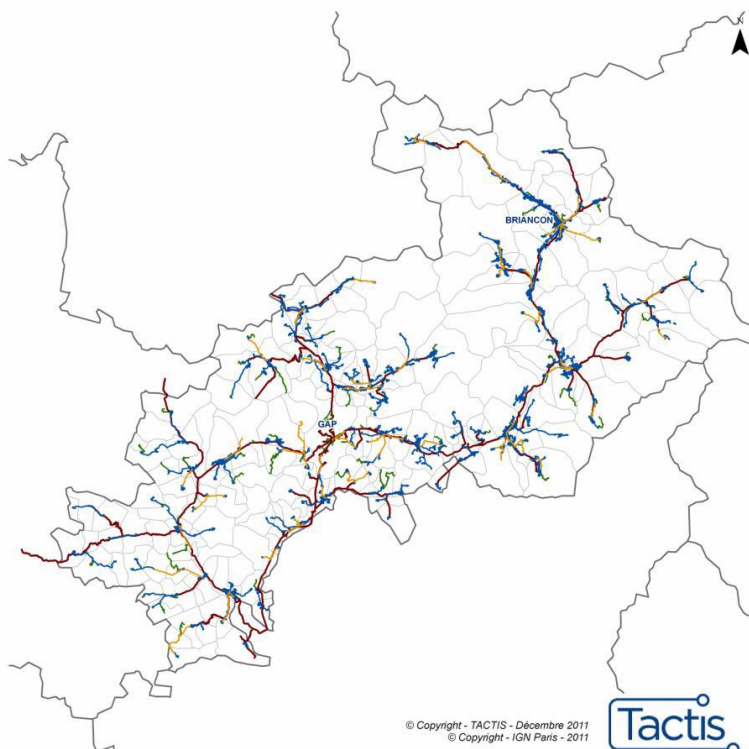 BRIANCON
GAP
© Copyright - TACTIS - Décembre 2011
© Copyright - IGN Paris - 2011
Tactis